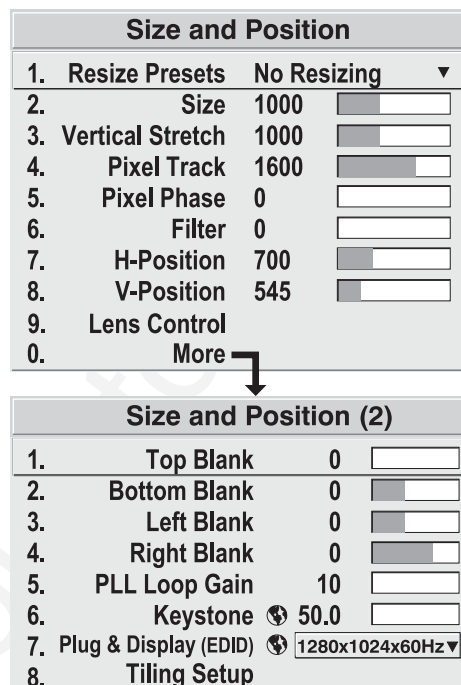 Size and Position
1. Resize Presets No Resizing ▼
2. Size 1000
3. Vertical Stretch 1000
4. Pixel Track 1600
5. Pixel Phase 0
6. Filter 0
7. H-Position 700
8. V-Position 545
9. Lens Control
0. More
Size and Position (2)
1. Top Blank 0
2. Bottom Blank 0
3. Left Blank 0
4. Right Blank 0
5. PLL Loop Gain 10
6. Keystone 50.0
7. Plug & Display (EDID) 1280x1024x60Hz▼
8. Tiling Setup